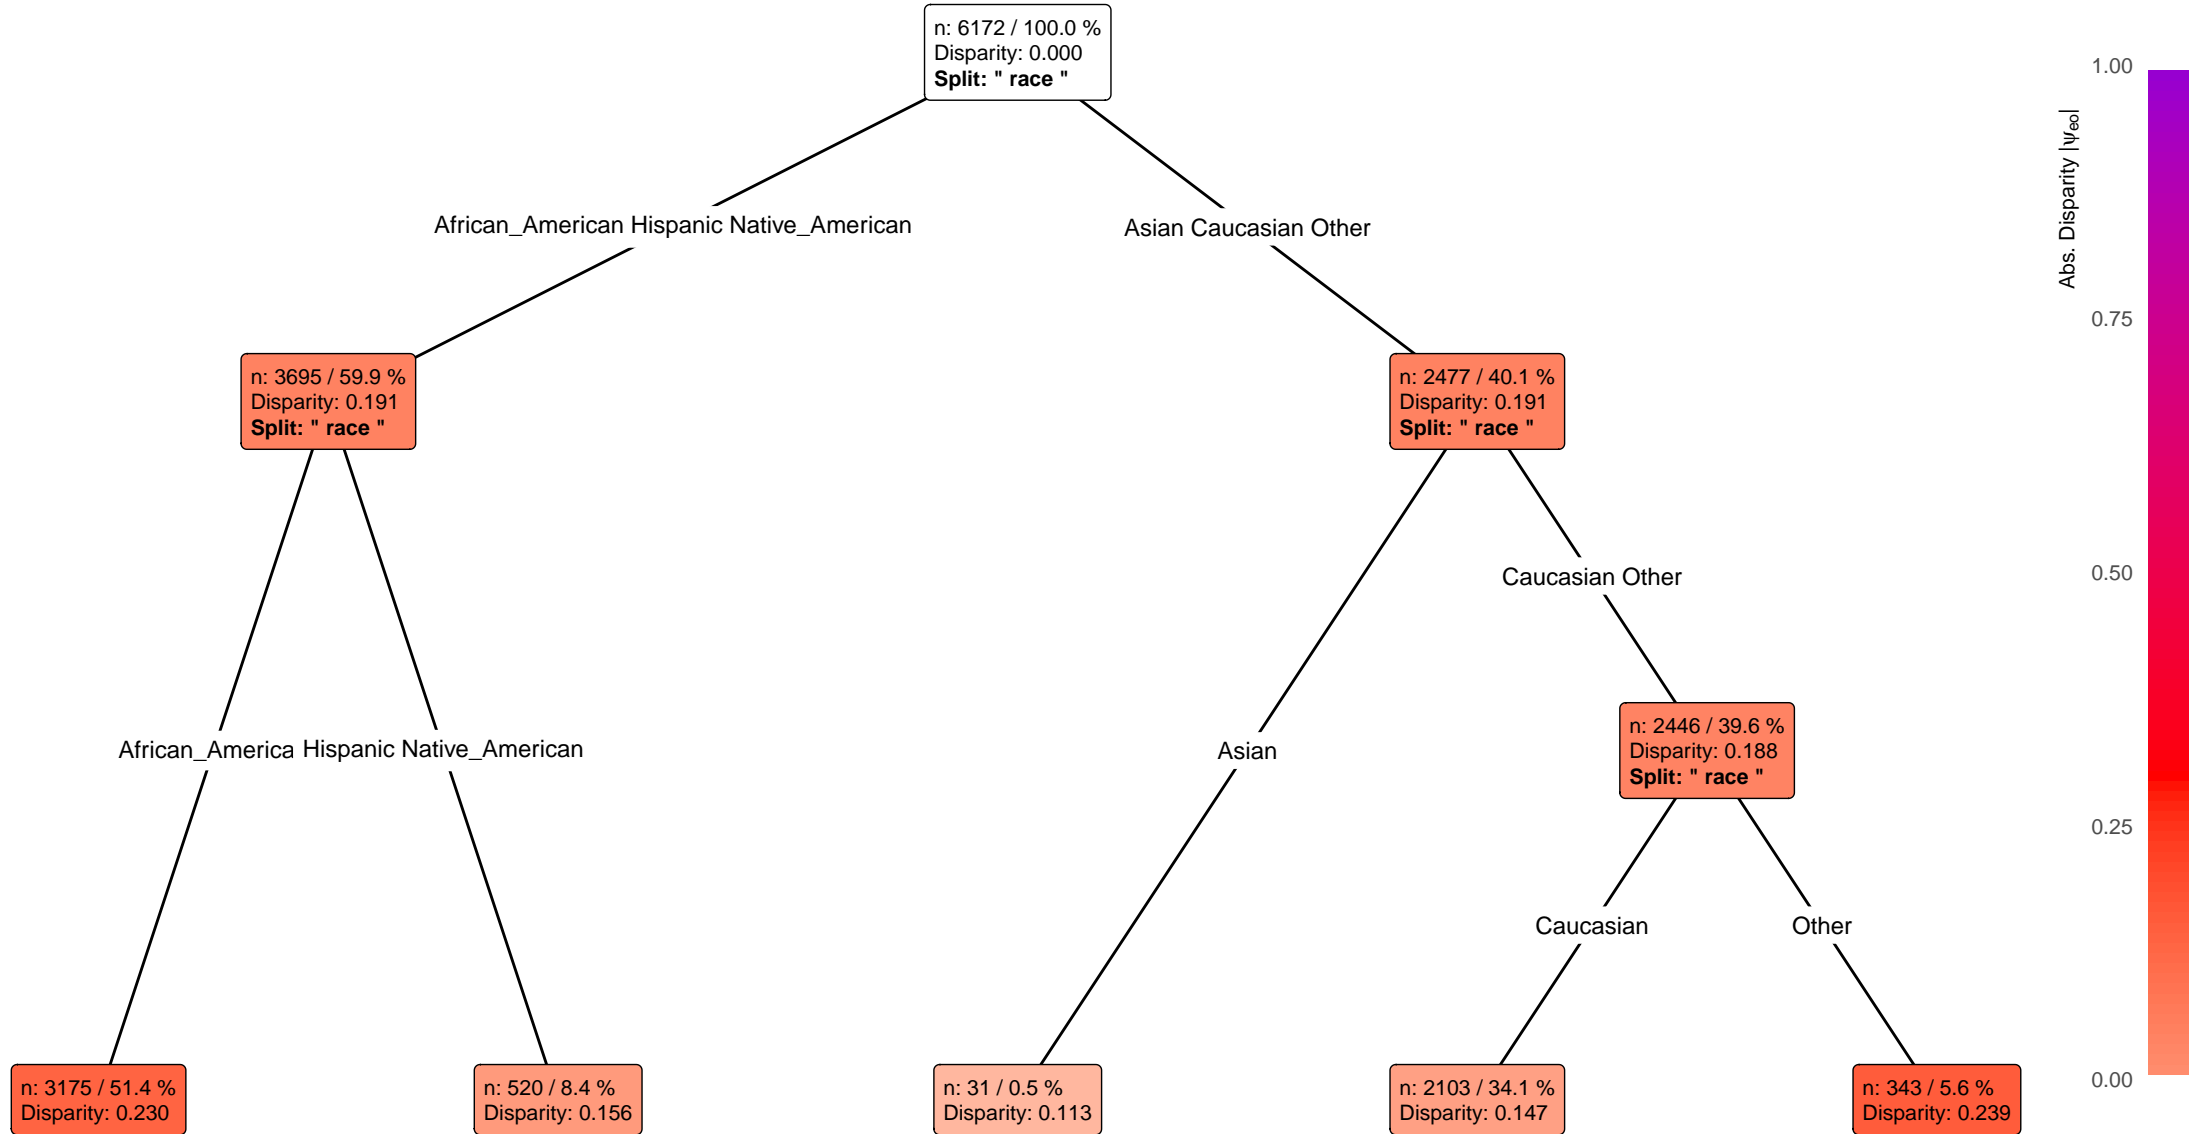 n: 6172 / 100.0 %
Disparity: 0.000
Split: " race "
1.00
Abs. Disparity |ψeo|
African_American Hispanic Native_American
Asian Caucasian Other
0.75
n: 3695 / 59.9 %
Disparity: 0.191
Split: " race "
n: 2477 / 40.1 %
Disparity: 0.191
Split: " race "
Caucasian Other
0.50
African_America
Hispanic Native_American
Asian
n: 2446 / 39.6 %
Disparity: 0.188
Split: " race "
0.25
Caucasian
Other
n: 3175 / 51.4 %
Disparity: 0.230
n: 520 / 8.4 %
Disparity: 0.156
n: 31 / 0.5 %
Disparity: 0.113
n: 2103 / 34.1 %
Disparity: 0.147
n: 343 / 5.6 %
Disparity: 0.239
0.00